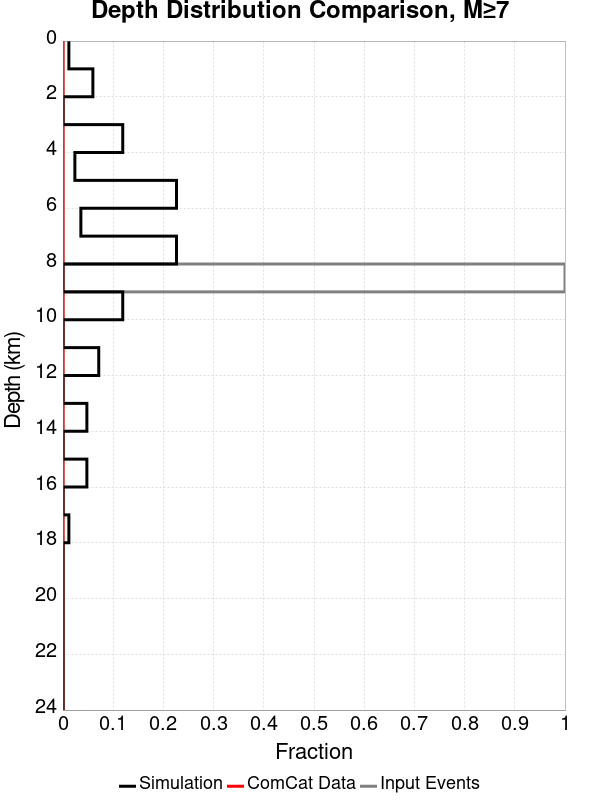 Depth Distribution Comparison, M≥7
0
2
4
6
8
10
12
14
16
18
20
22
24
Depth (km)
0 0.1 0.2 0.3 0.4 0.5 0.6 0.7 0.8 0.9 1
Fraction
Simulation ComCat Data Input Events